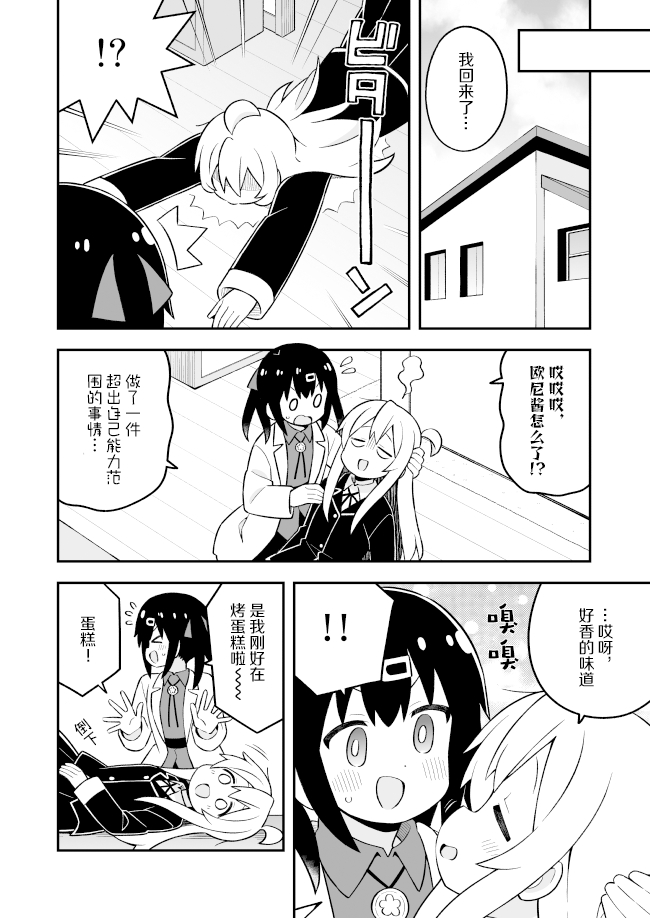 我回来了…
!?
ビターーン
哎哎哎,
欧尼酱怎么了!?
做了一件
超出自己能力范
围的事情…
…哎呀,
好香的味道
嗅
嗅
!!
是我刚好在
烤蛋糕啦~~
蛋糕!
倒下